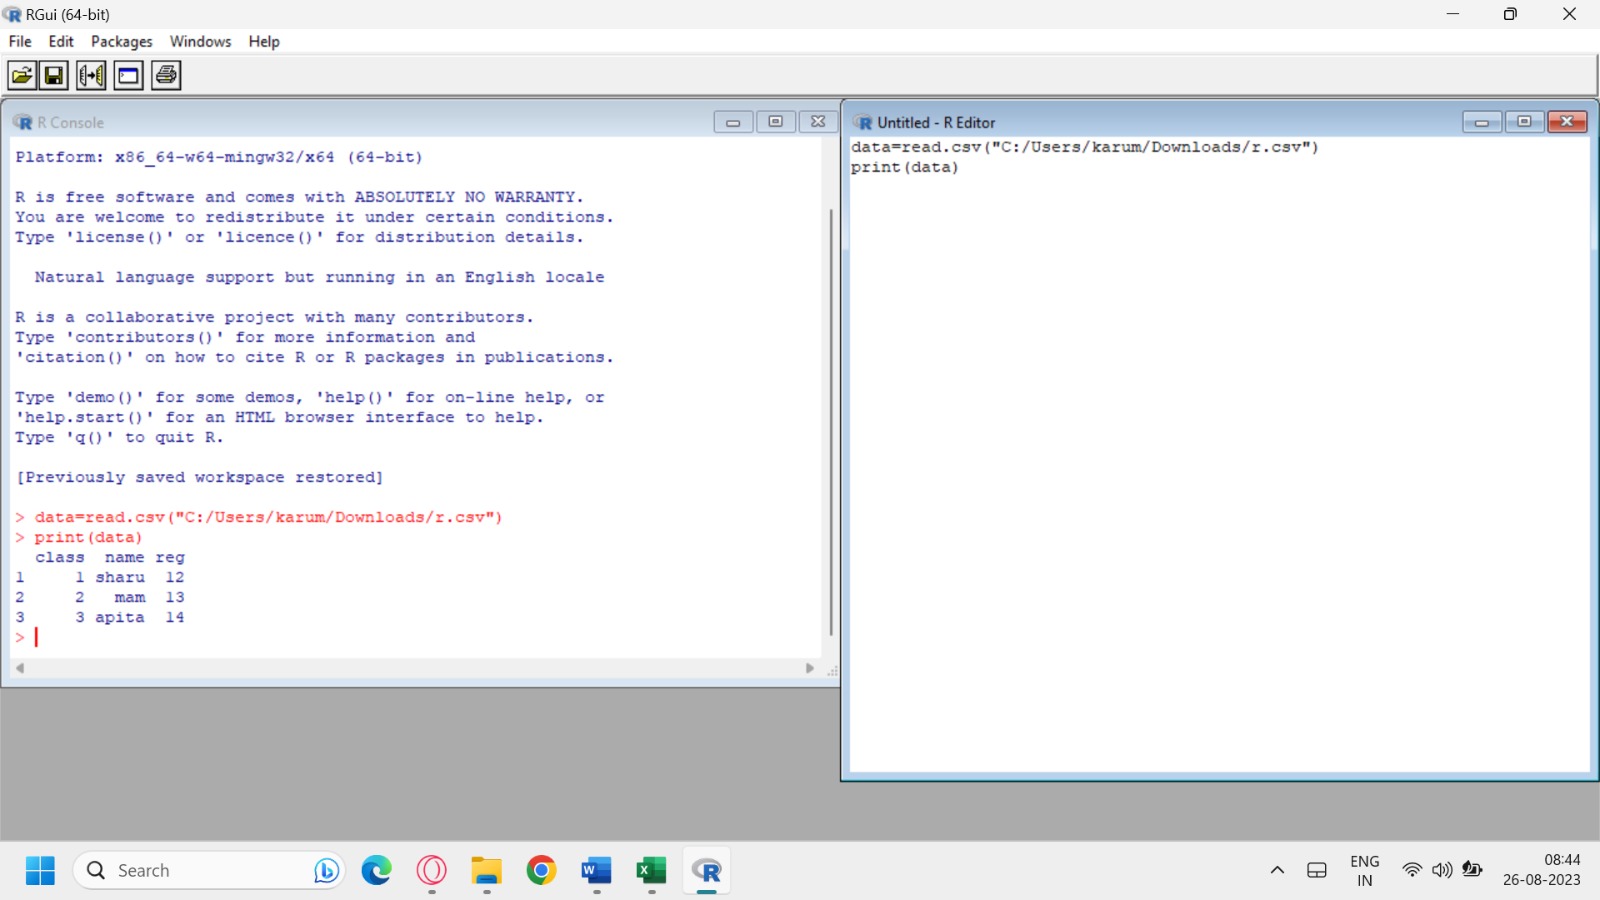 RGui (64-bit)
File Edit Packages Windows Help
R Console
Platform: x86_64-w64-mingw32/x64 (64-bit)
R is free software and comes with ABSOLUTELY NO WARRANTY.
You are welcome to redistribute it under certain conditions.
Type 'license()' or 'licence()' for distribution details.
Natural language support but running in an English locale
R is a collaborative project with many contributors.
Type 'contributors()' for more information and
'citation()' on how to cite R or R packages in publications.
Type 'demo()' for some demos, 'help()' for on-line help, or
'help.start()' for an HTML browser interface to help.
Type 'q()' to quit R.
[Previously saved workspace restored]
> data=read.csv("C:/Users/karum/Downloads/r.csv")
> print(data)
class name reg
1 1 sharu 12
2 2 mam 13
3 3 apita 14
>
Untitled - R Editor
data=read.csv("C:/Users/karum/Downloads/r.csv")
print(data)
Search
ENG
IN
08:44
26-08-2023